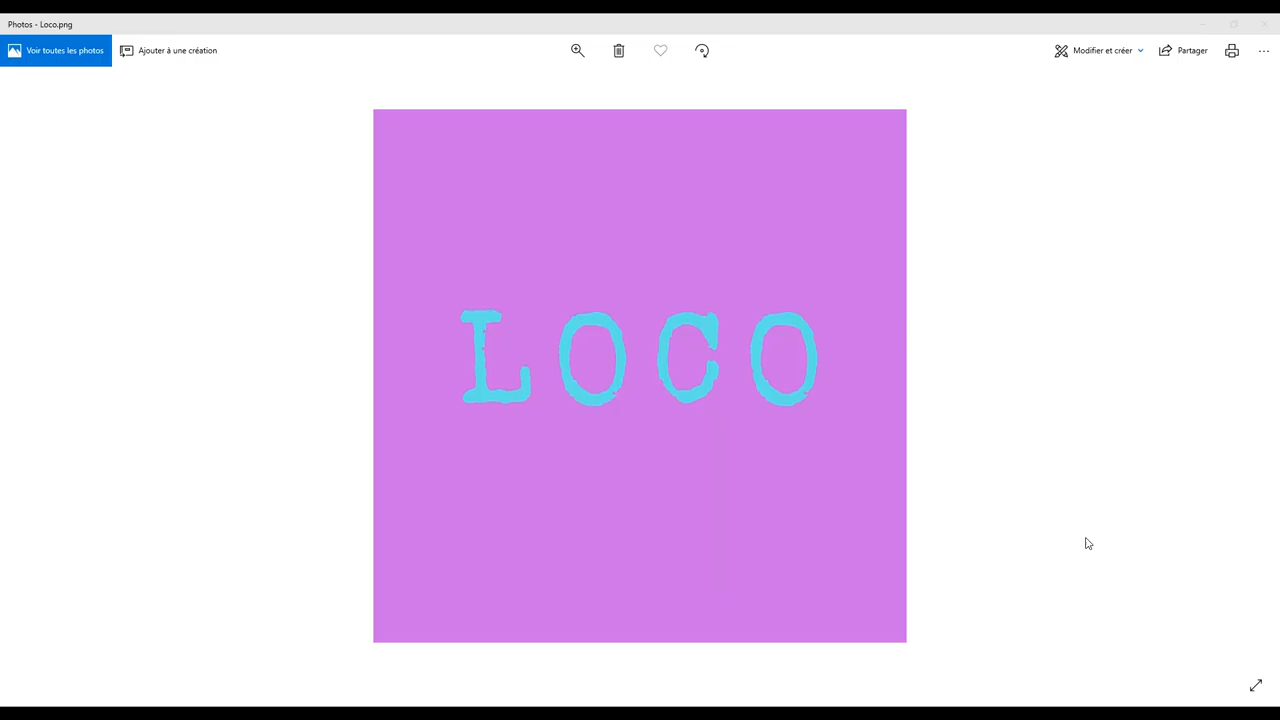 Photos - Loco.png
Voir toutes les photos
Ajouter à une création
Modifier et créer
Partager
LOCO